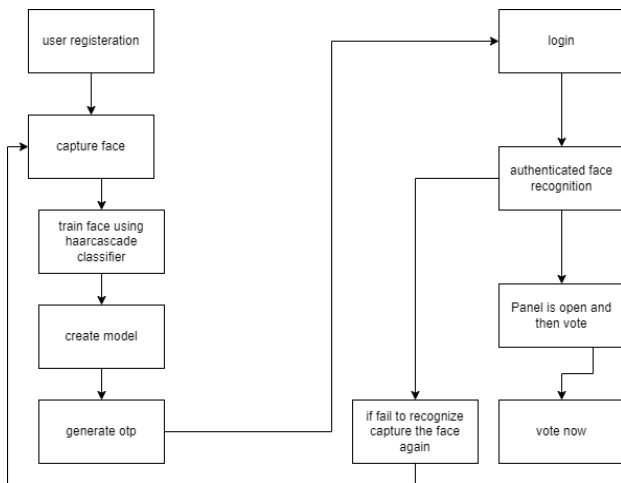 user registeration
capture face
train face using
haarcascade
classifier
create model
generate otp
login
authenticated face
recognition
Panel is open and
then vote
if fail to recognize
capture the face
again
vote now